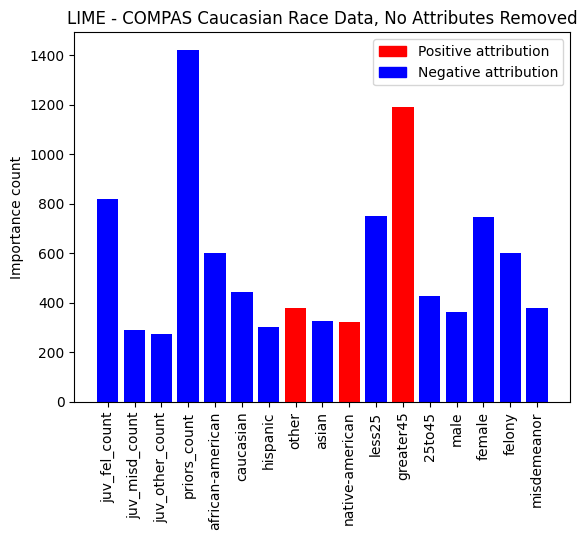 LIME - COMPAS Caucasian Race Data, No Attributes Removed
Positive attribution
Negative attribution
Importance count
1400
1200
1000
800
600
400
200
0
juv_fel_count
juv_misd_count
juv_other_count
priors_count
african-american
caucasian
hispanic
other
asian
native-american
less25
greater45
25to45
male
female
felony
misdemeanor